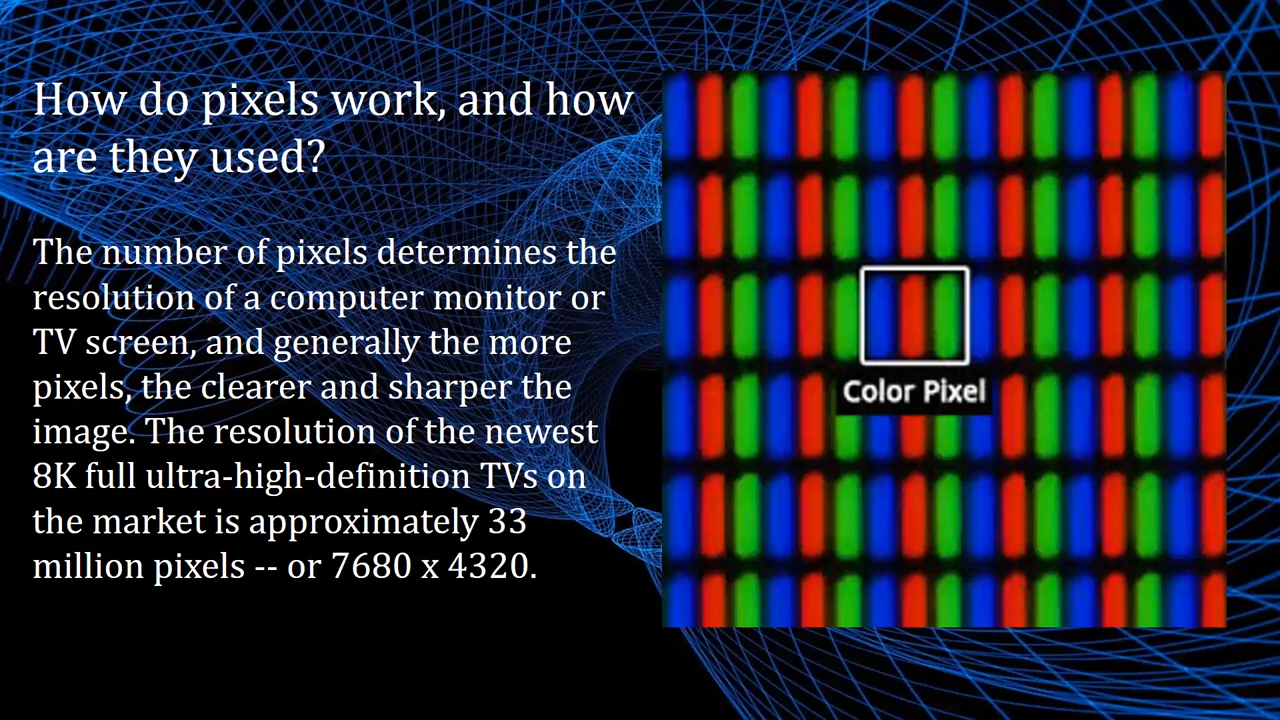 How do pixels work, and how
are they used?
The number of pixels determines the
resolution of a computer monitor or
TV screen, and generally the more
pixels, the clearer and sharper the
image. The resolution of the newest
8K full ultra-high-definition TVs on
the market is approximately 33
million pixels -- or 7680 x 4320.
Color Pixel